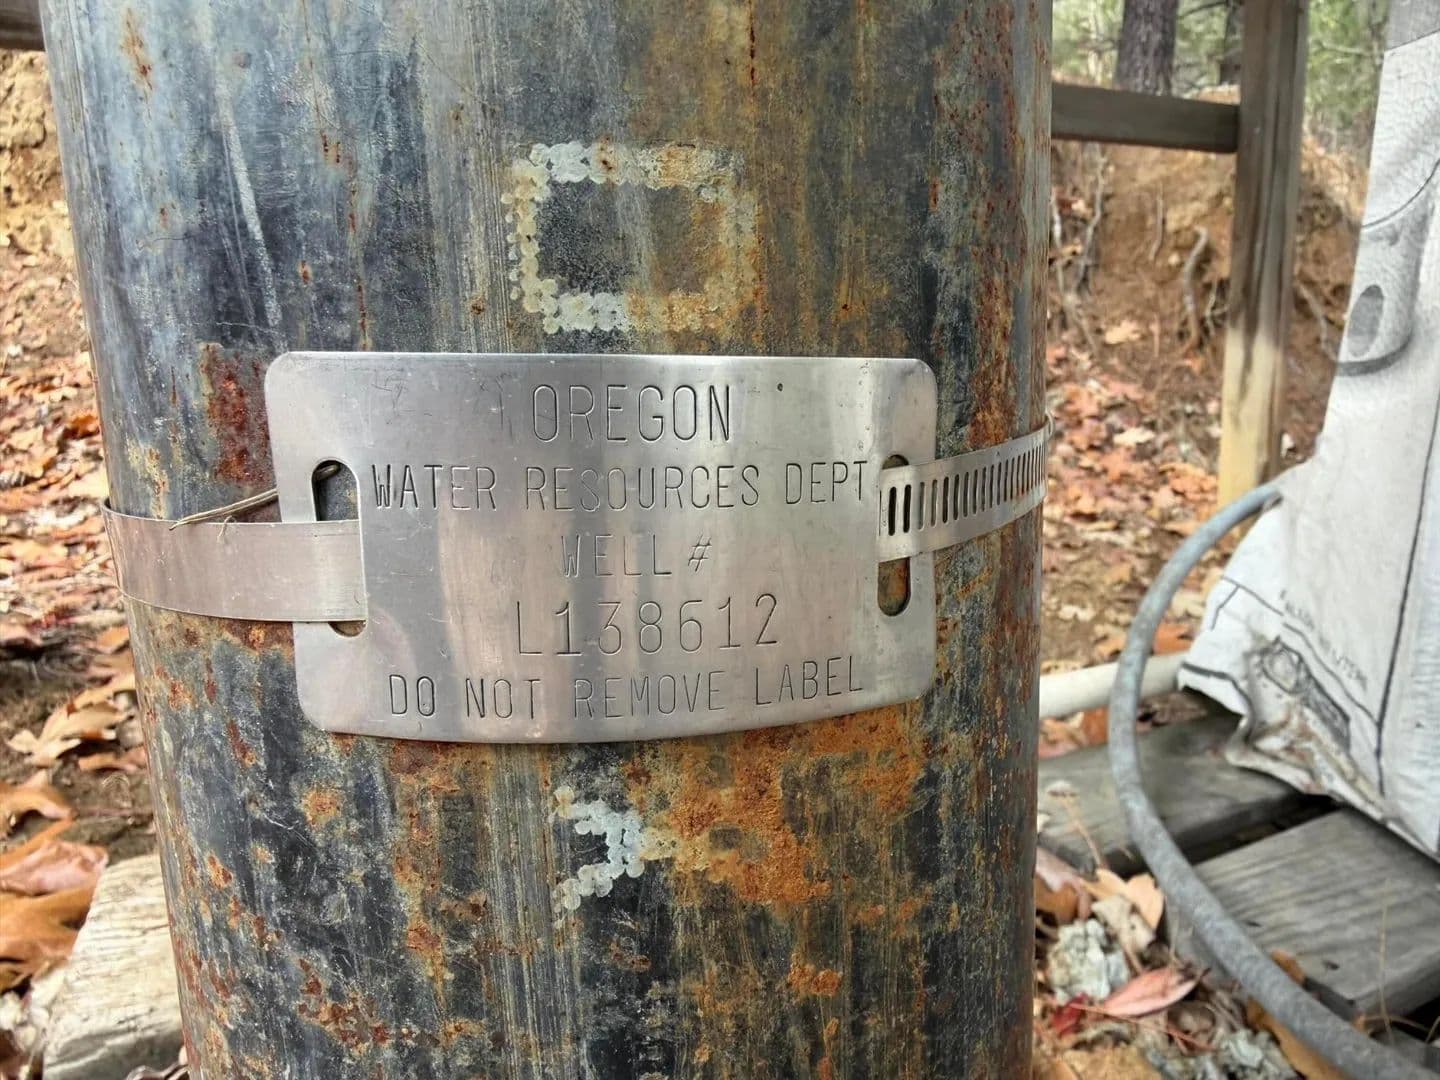 OREGON
WATER RESOURCES DEPT
WELL #
L138612
DO NOT REMOVE LABEL